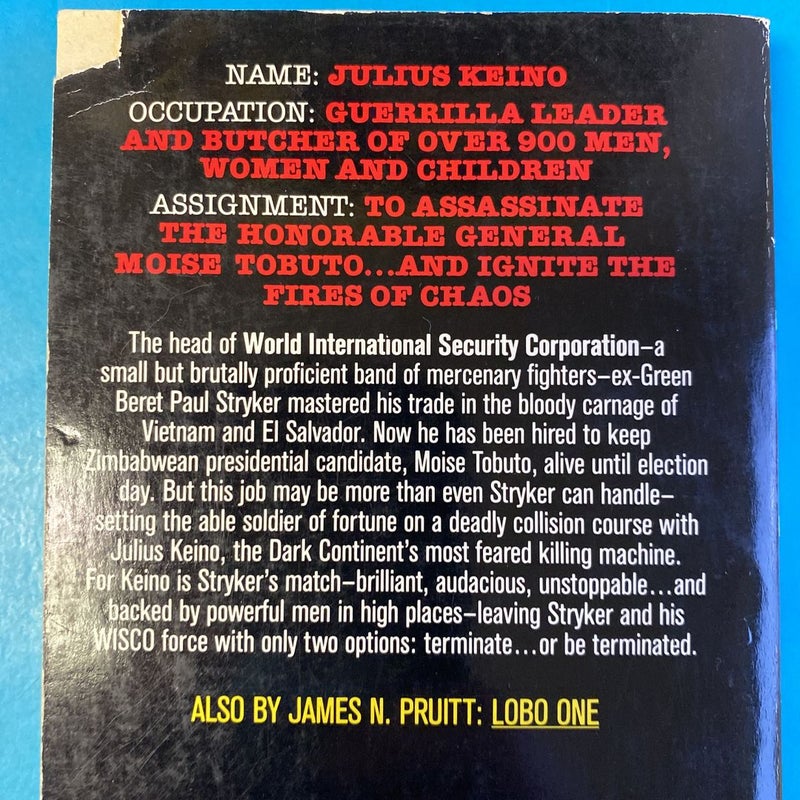 NAME: JULIUS KEINO
OCCUPATION: GUERRILLA LEADER
AND BUTCHER OF OVER 900 MEN,
WOMEN AND CHILDREN
ASSIGNMENT: TO ASSASSINATE
THE HONORABLE GENERAL
MOISE TOBUTO...AND IGNITE THE
FIRES OF CHAOS
The head of World International Security Corporation—a
small but brutally proficient band of mercenary fighters—ex-Green
Beret Paul Stryker mastered his trade in the bloody carnage of
Vietnam and El Salvador. Now he has been hired to keep
Zimbabwean presidential candidate, Moise Tobuto, alive until election
day. But this job may be more than even Stryker can handle—
setting the able soldier of fortune on a deadly collision course with
Julius Keino, the Dark Continent's most feared killing machine.
For Keino is Stryker's match—brilliant, audacious, unstoppable...and
backed by powerful men in high places—leaving Stryker and his
WISCO force with only two options: terminate...or be terminated.
ALSO BY JAMES N. PRUITT: LOBO ONE